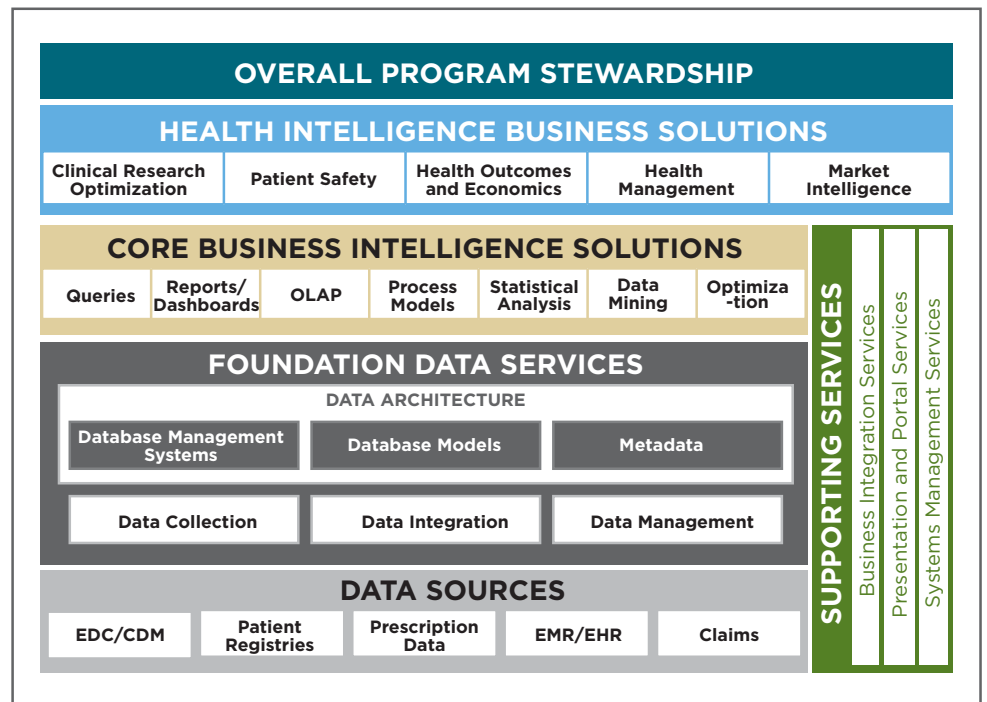 OVERALL PROGRAM STEWARDSHIP
HEALTH INTELLIGENCE BUSINESS SOLUTIONS
Clinical Research
Optimization
Patient Safety
Health Outcomes
and Economics
Health
Management
Market
Intelligence
CORE BUSINESS INTELLIGENCE SOLUTIONS
Queries
Reports/
Dashboards
OLAP
Process
Models
Statistical
Analysis
Data
Mining
Optimiza
-tion
FOUNDATION DATA SERVICES
DATA ARCHITECTURE
Database Management
Systems
Database Models
Metadata
Data Collection
Data Integration
Data Management
DATA SOURCES
EDC/CDM
Patient
Registries
Prescription
Data
EMR/EHR
Claims
SUPPORTING SERVICES
Business Integration Services
Presentation and Portal Services
Systems Management Services